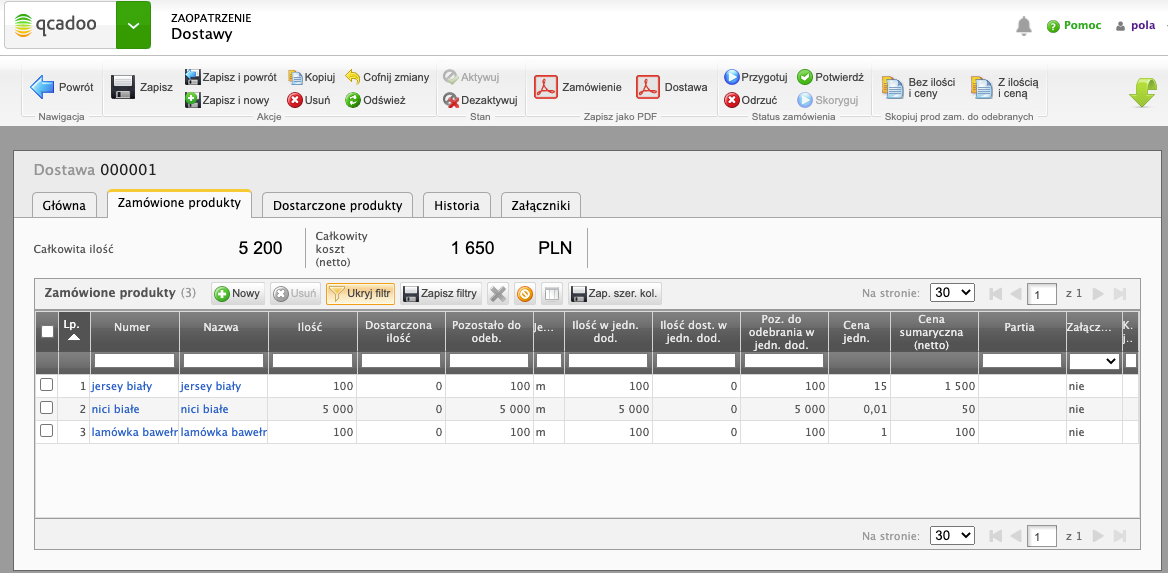 qcadoo
ZAOPATRZENIE
Dostawy
Pomoc
pola
Powrót
Nawigacja
Zapisz
Zapisz i powrót
Kopiuj
Cofnij zmiany
Zapisz i nowy
Usuń
Odśwież
Akcje
Aktywuj
Dezaktywuj
Stan
Zamówienie
Dostawa
Zapisz jako PDF
Przygotuj
Potwierdź
Odrzuć
Skoryguj
Status zamówienia
Bez ilości
i ceny
Z ilością
i ceną
Skopiuj prod zam. do odebranych
Dostawa 000001
Główna
Zamówione produkty
Dostarczone produkty
Historia
Załączniki
Całkowita ilość
5 200
Całkowity
koszt
(netto)
1 650
PLN
Zamówione produkty (3)
Nowy
Usuń
Ukryj filtr
Zapisz filtry
Zap. szer. kol.
Na stronie:
30
1
z 1
Lp.
Numer
Nazwa
Ilość
Dostarczona
ilość
Pozostało do
odeb.
Je...
Ilość w jedn.
dod.
Ilość dost. w
jedn. dod.
Poz. do
odebrania w
jedn. dod.
Cena
jedn.
Cena
sumaryczna
(netto)
Partia
Załącz...
K.
j..
1 jersey biały jersey biały 100 0 100 m 100 0 100 15 1 500 nie
2 nici białe nici białe 5 000 0 5 000 m 5 000 0 5 000 0,01 50 nie
3 lamówka bawełr lamówka bawełr 100 0 100 m 100 0 100 1 100 nie
Na stronie:
30
1
z 1